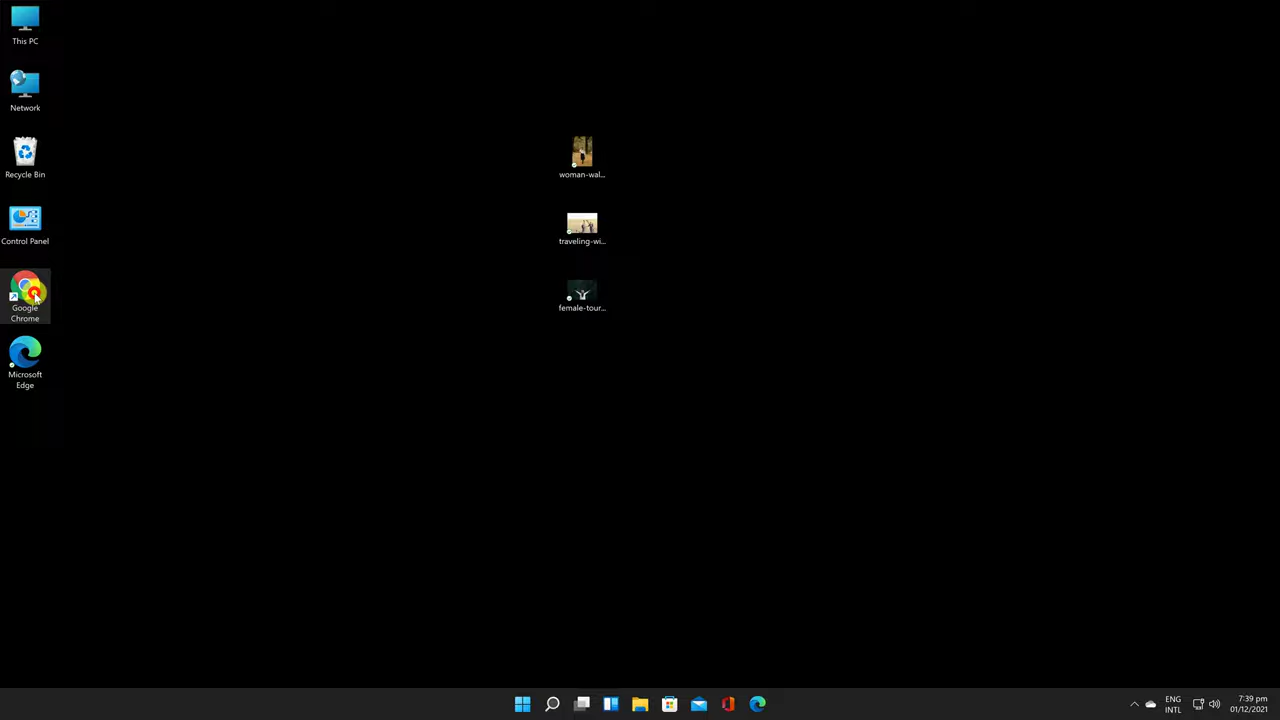 This PC
Network
Recycle Bin
Control Panel
Google
Chrome
Microsoft
Edge
woman-wal...
traveling-wi...
female-tour...
ENG
INTL
7:39 pm
01/12/2021